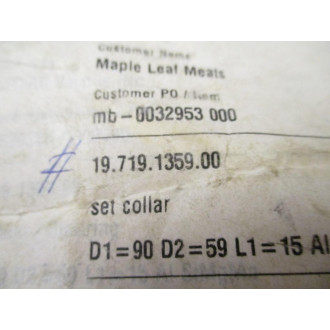 Customer Name
Maple Leaf Meats
Customer PO / Item
mb-0032953 000
# 19.719.1359.00
set collar
D1=90 D2=59 L1=15 Al